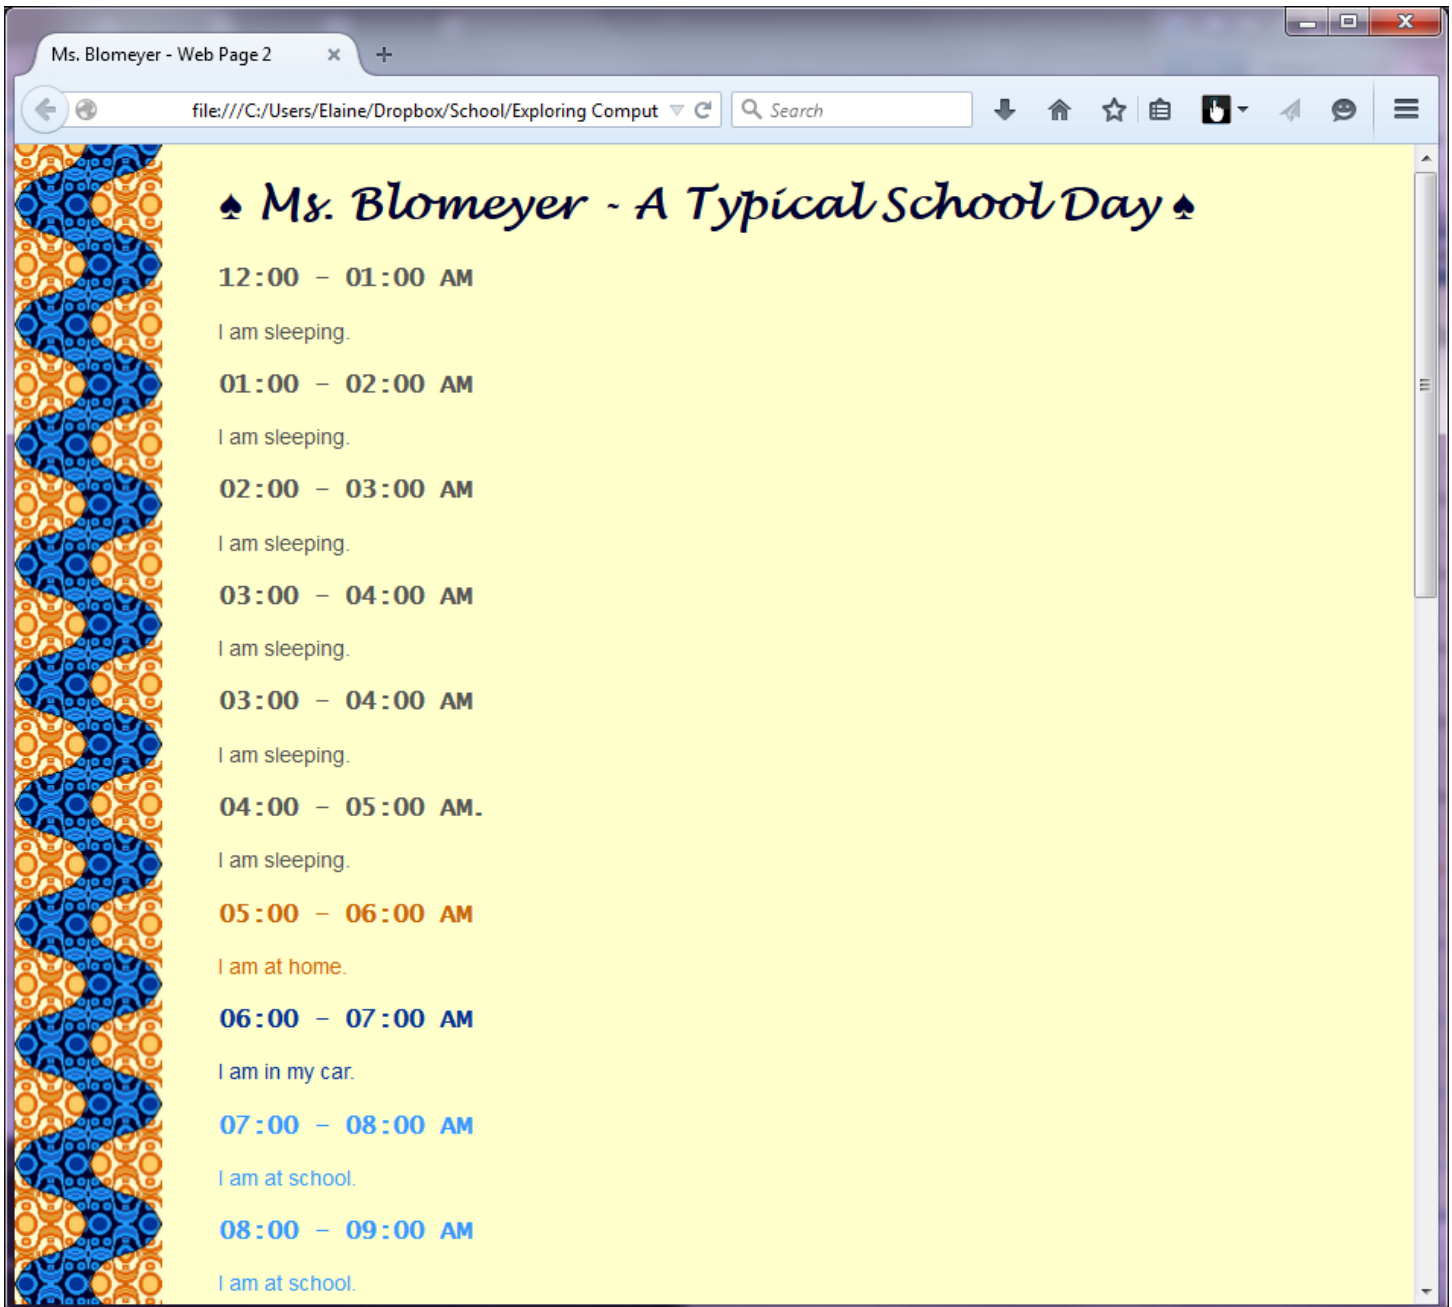 Ms. Blomeyer - Web Page 2
file:///C:/Users/Elaine/Dropbox/School/Exploring Comput
Search
♠ Ms. Blomeyer - A Typical School Day ♠
12:00 - 01:00 AM
I am sleeping.
01:00 - 02:00 AM
I am sleeping.
02:00 - 03:00 AM
I am sleeping.
03:00 - 04:00 AM
I am sleeping.
03:00 - 04:00 AM
I am sleeping.
04:00 - 05:00 AM.
I am sleeping.
05:00 - 06:00 AM
I am at home.
06:00 - 07:00 AM
I am in my car.
07:00 - 08:00 AM
I am at school.
08:00 - 09:00 AM
I am at school.